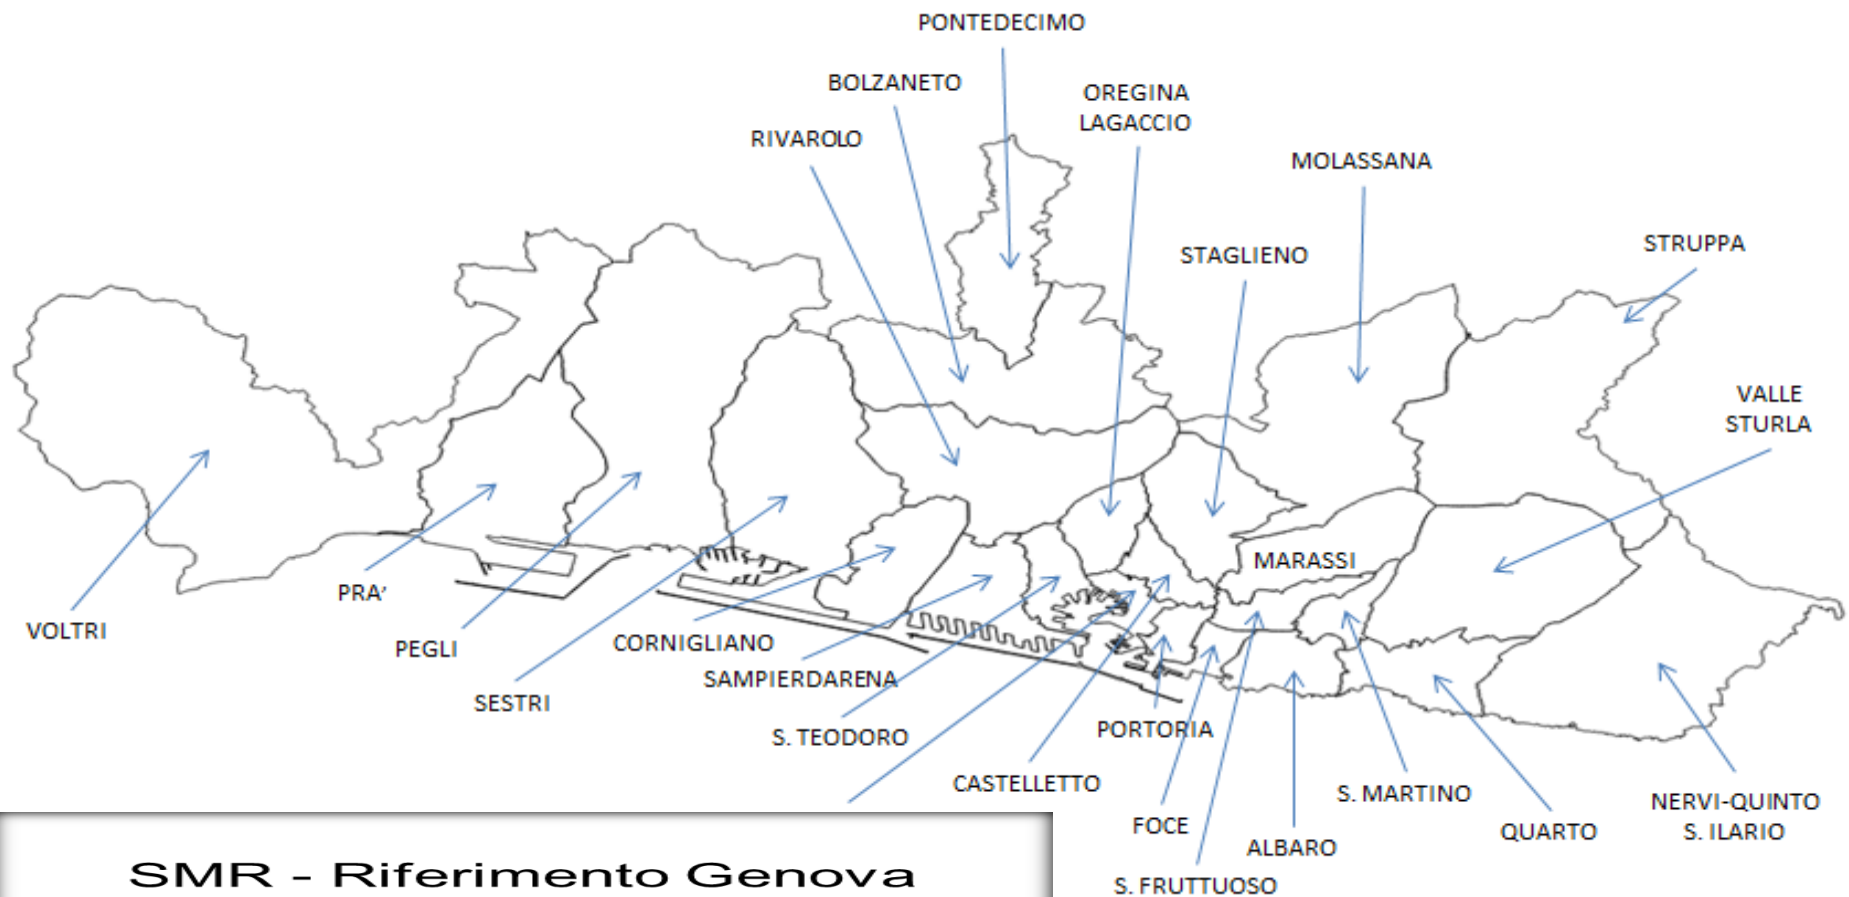 PONTEDECIMO
BOLZANETO
OREGINA
LAGACCIO
RIVAROLO
MOLASSANA
STRUPPA
STAGLIENO
VALLE
STURLA
MARASSI
PRA'
VOLTRI
PEGLI
CORNIGLIANO
SAMPIERDARENA
SESTRI
S. TEODORO
PORTORIA
CASTELLETTO
S. MARTINO
NERVI-QUINTO
S. ILARIO
FOCE
QUARTO
ALBARO
S. FRUTTUOSO
SMR - Riferimento Genova